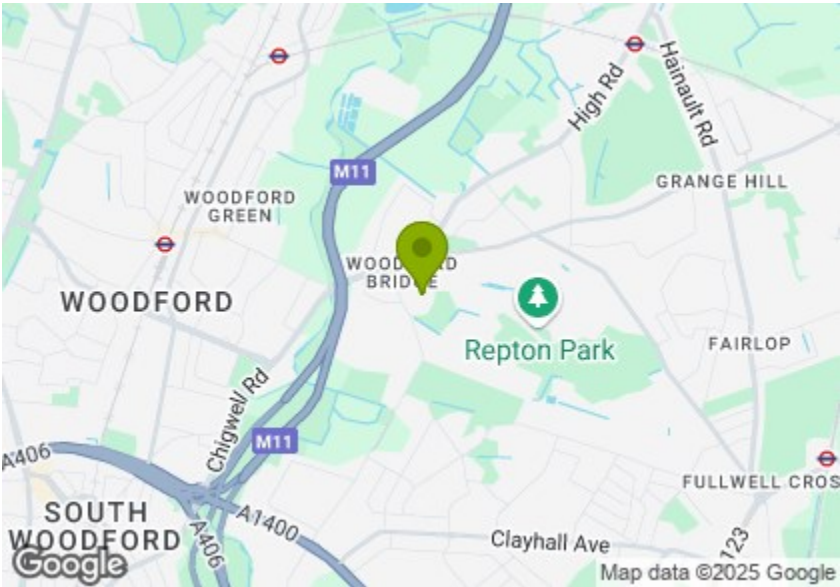 Hainault Rd
High Rd
M11
GRANGE HILL
WOODFORD
GREEN
WOODFORD
BRIDGE
WOODFORD
Repton Park
FAIRLOP
Chigwell Rd
M11
A406
FULLWELL CROS
SOUTH
WOODFORD
A406
A1400
Clayhall Ave
123
Google
Map data ©2025 Google